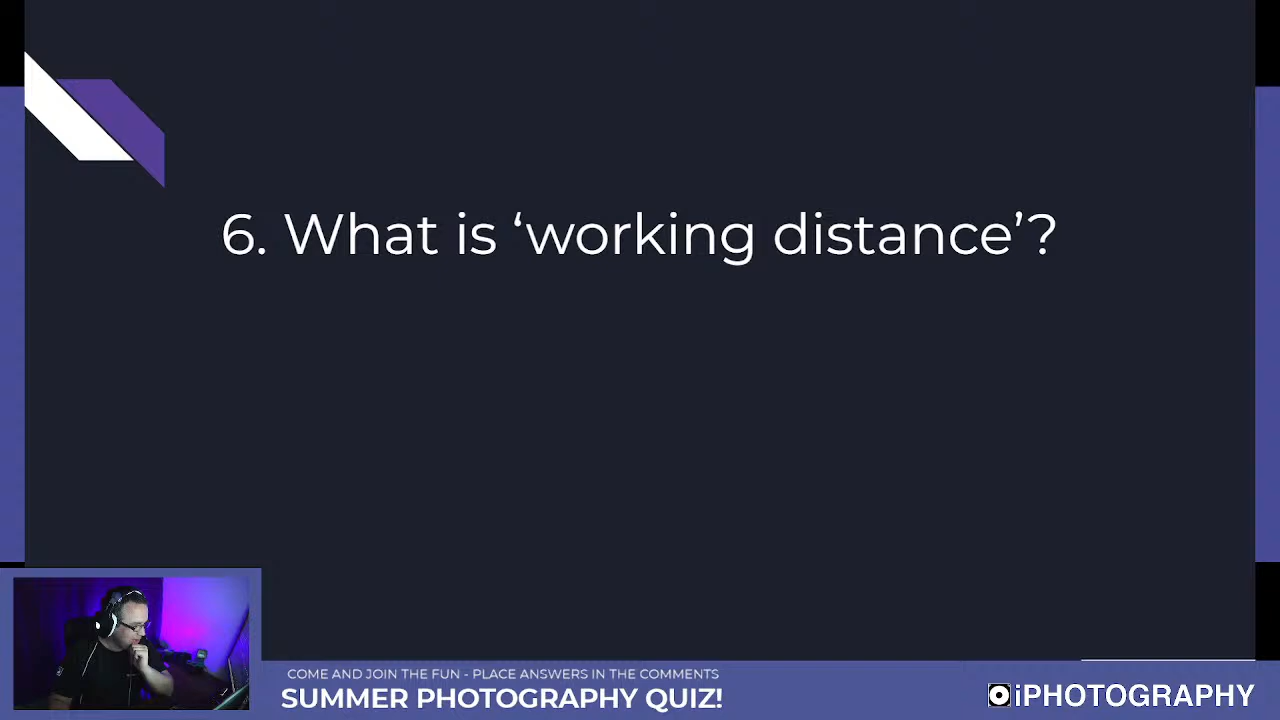 6. What is ‘working distance’?
COME AND JOIN THE FUN - PLACE ANSWERS IN THE COMMENTS
SUMMER PHOTOGRAPHY QUIZ!
iPHOTOGRAPHY